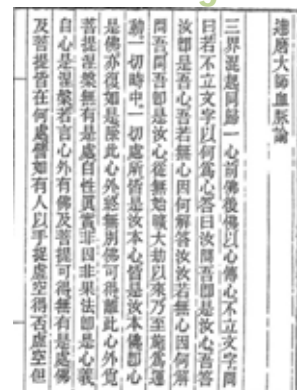 達磨大師血脈論
三界混起同歸一心前佛後佛以心傳心不立文字問
曰若不立文字以何為心答曰汝問吾即是汝心吾答
汝即是吾心吾若無心因何解答汝汝若無心因何解
問吾問吾即是汝心從無始曠大劫以來乃至施為運
動一切時中一切處所皆是汝本心皆是汝本佛即心
是佛亦復如是除此心外終無別佛可得離此心外覓
菩提涅槃無有是處自性真實非因非果法即是心義
自心是涅槃若言心外有佛及菩提可得無有是處佛
及菩提皆在何處譬如有人以手捉虛空得否虛空但